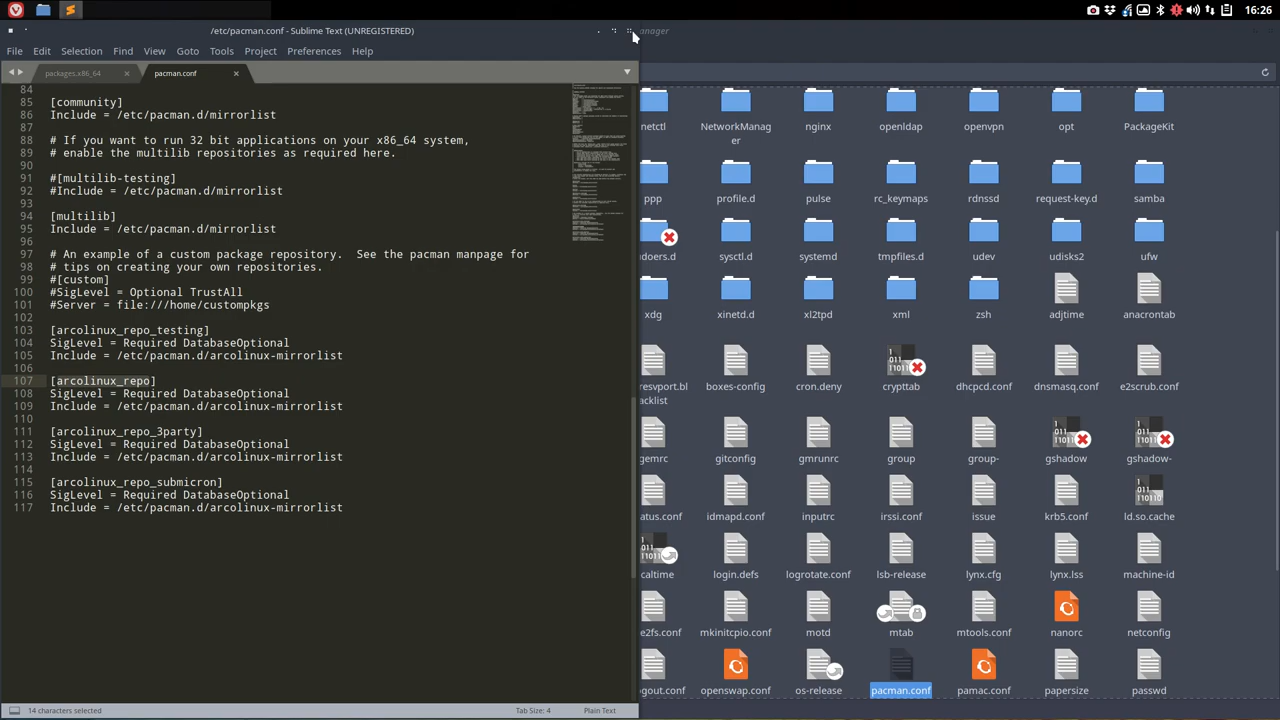 16:26
/etc/pacman.conf - Sublime Text (UNREGISTERED)
anager
File Edit Selection Find View Goto Tools Project Preferences Help
packages.x86_64 pacman.conf
84
85 [community]
86 Include = /etc/pacman.d/mirrorlist
87
88 # If you want to run 32 bit applications on your x86_64 system,
89 # enable the multilib repositories as required here.
90
91 #[multilib-testing]
92 #Include = /etc/pacman.d/mirrorlist
93
94 [multilib]
95 Include = /etc/pacman.d/mirrorlist
96
97 # An example of a custom package repository.  See the pacman manpage for
98 # tips on creating your own repositories.
99 #[custom]
100 #SigLevel = Optional TrustAll
101 #Server = file:///home/custompkgs
102
103 [arcolinux_repo_testing]
104 SigLevel = Required DatabaseOptional
105 Include = /etc/pacman.d/arcolinux-mirrorlist
106
107 [arcolinux_repo]
108 SigLevel = Required DatabaseOptional
109 Include = /etc/pacman.d/arcolinux-mirrorlist
110
111 [arcolinux_repo_3party]
112 SigLevel = Required DatabaseOptional
113 Include = /etc/pacman.d/arcolinux-mirrorlist
114
115 [arcolinux_repo_submicron]
116 SigLevel = Required DatabaseOptional
117 Include = /etc/pacman.d/arcolinux-mirrorlist
14 characters selected Tab Size: 4 Plain Text
netctl NetworkManag nginx openldap openvpn opt PackageKit
er
ppp profile.d pulse rc_keymaps rdnssd request-key.d samba
udoers.d sysctl.d systemd tmpfiles.d udev udisks2 ufw
xdg xinetd.d xl2tpd xml zsh adjtime anacrontab
resvport.bl boxes-config cron.deny crypttab dhcpcd.conf dnsmasq.conf e2scrub.conf
acklist
gemrc gitconfig gmrunrc group group- gshadow gshadow-
atus.conf idmapd.conf inputrc irssi.conf issue krb5.conf ld.so.cache
caltime login.defs logrotate.conf lsb-release lynx.cfg lynx.lss machine-id
e2fs.conf mkinitcpio.conf motd mtab mtools.conf nanorc netconfig
gout.conf openswap.conf os-release pacman.conf pamac.conf papersize passwd